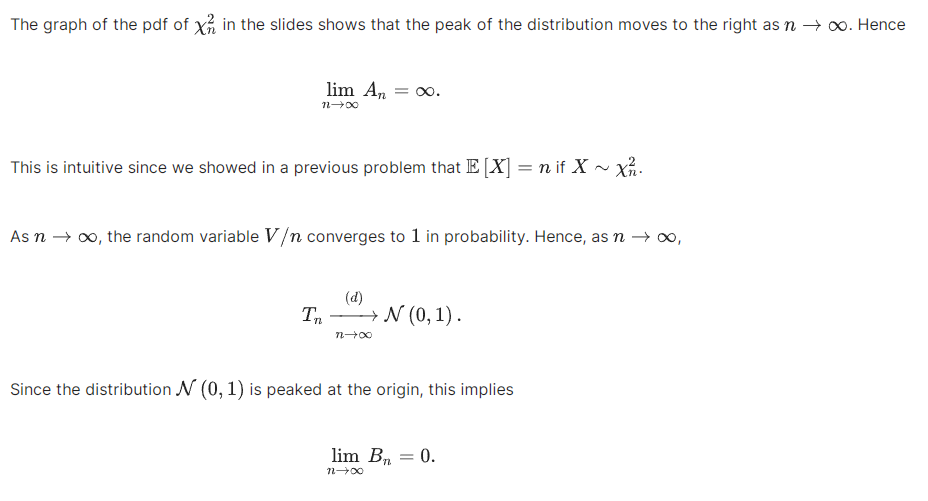 The graph of the pdf of $\chi_n^2$ in the slides shows that the peak of the distribution moves to the right as $n \to \infty$. Hence
$\lim_{n \to \infty} A_n = \infty.$
This is intuitive since we showed in a previous problem that $\mathbb{E}[X] = n$ if $X \sim \chi_n^2$.
As $n \to \infty$, the random variable $V/n$ converges to $1$ in probability. Hence, as $n \to \infty$,
$T_n \xrightarrow[n \to \infty]{(d)} \mathcal{N}(0, 1).$
Since the distribution $\mathcal{N}(0, 1)$ is peaked at the origin, this implies
$\lim_{n \to \infty} B_n = 0.$